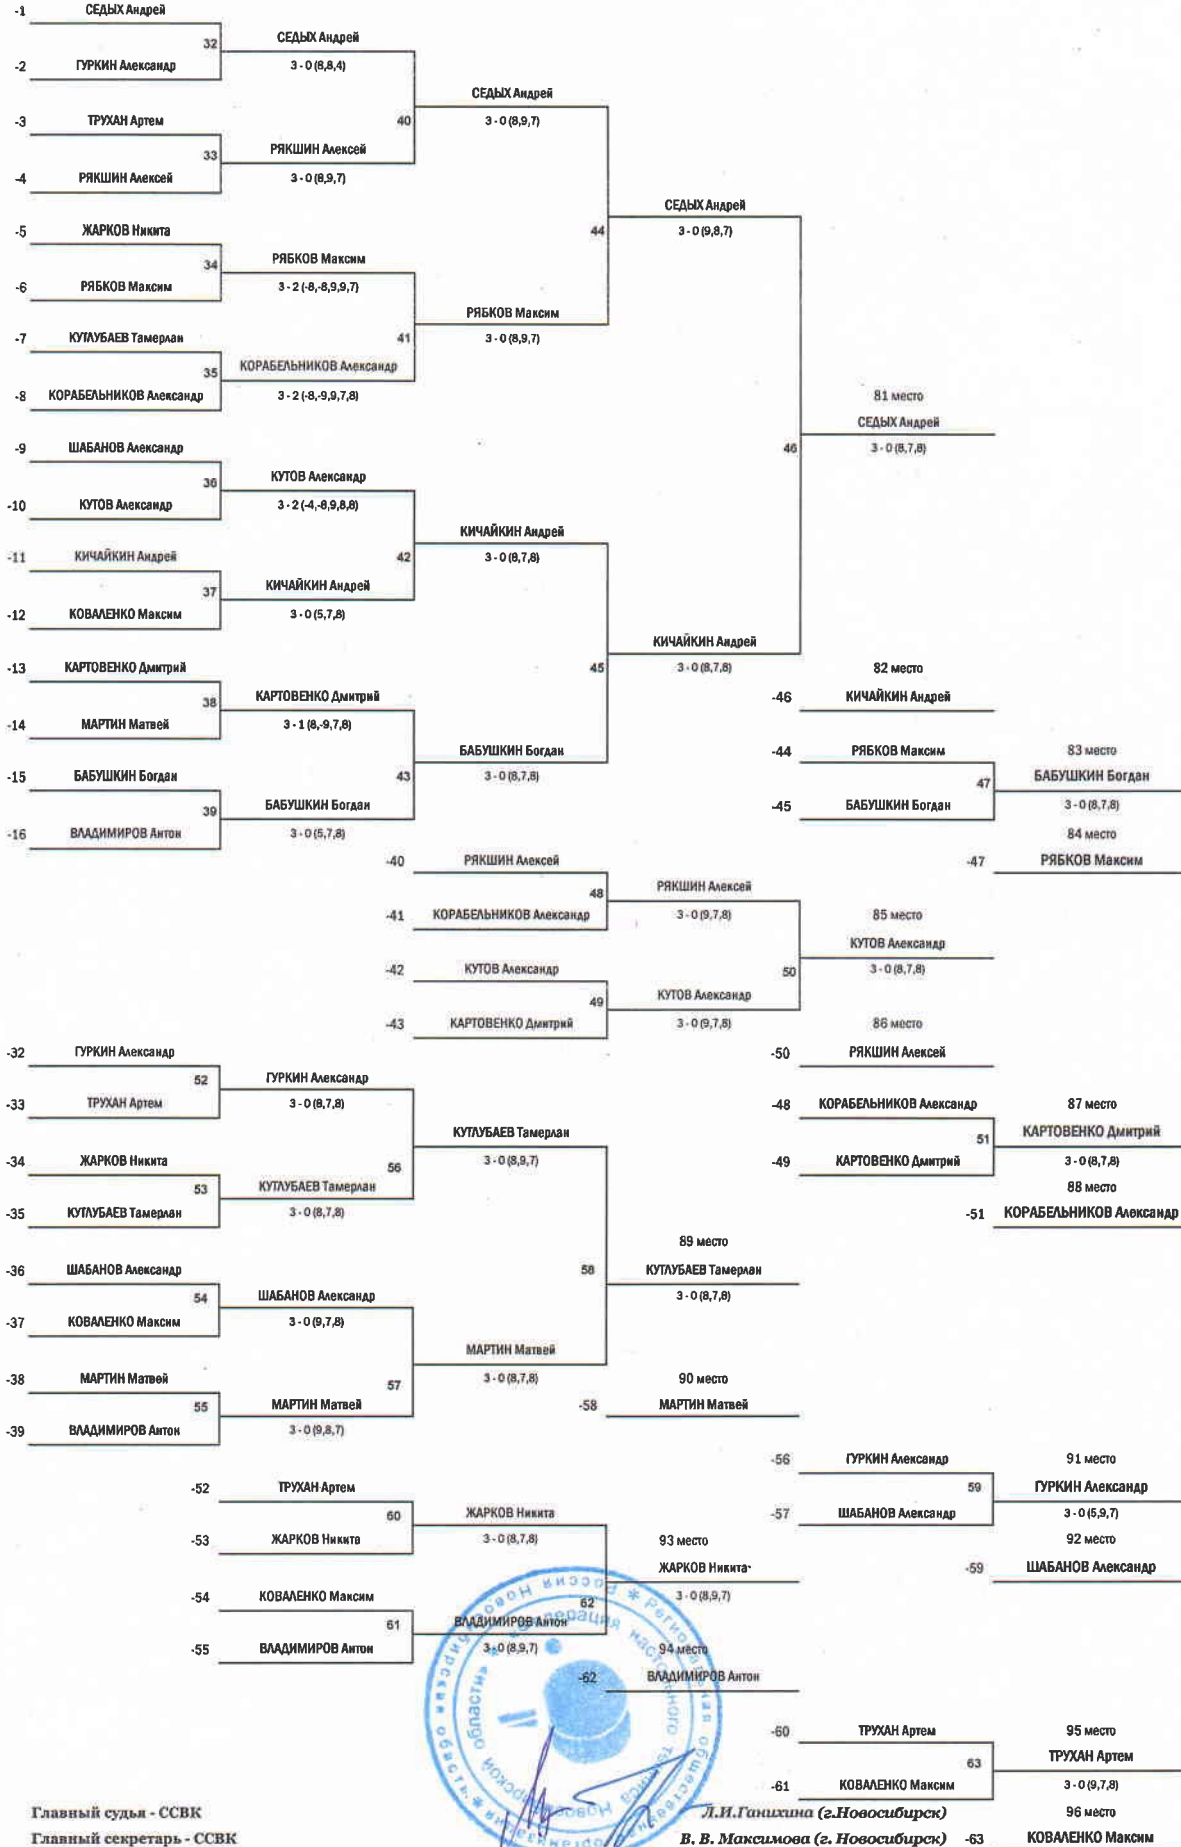 -1 СЕДЫХ Андрей
32 СЕДЫХ Андрей
-2 ГУРКИН Александр 3 - 0 (8,8,4)
СЕДЫХ Андрей
-3 ТРУХАН Артем 40 3 - 0 (8,9,7)
33 РЯКШИН Алексей
-4 РЯКШИН Алексей 3 - 0 (8,9,7)
СЕДЫХ Андрей
-5 ЖАРКОВ Никита 44 3 - 0 (9,8,7)
34 РЯБКОВ Максим
-6 РЯБКОВ Максим 3 - 2 (-8,-8,9,9,7)
РЯБКОВ Максим
-7 КУТЛУБАЕВ Тамерлан 41 3 - 0 (8,9,7)
35 КОРАБЕЛЬНИКОВ Александр
-8 КОРАБЕЛЬНИКОВ Александр 3 - 2 (-8,-9,9,7,8) 81 место
СЕДЫХ Андрей
-9 ШАБАНОВ Александр 46 3 - 0 (8,7,8)
36 КУТОВ Александр
-10 КУТОВ Александр 3 - 2 (-4,-8,9,8,8)
КИЧАЙКИН Андрей
-11 КИЧАЙКИН Андрей 42 3 - 0 (8,7,8)
37 КИЧАЙКИН Андрей
-12 КОВАЛЕНКО Максим 3 - 0 (5,7,8)
КИЧАЙКИН Андрей
-13 КАРТОВЕНКО Дмитрий 45 3 - 0 (8,7,8) 82 место
38 КАРТОВЕНКО Дмитрий -46 КИЧАЙКИН Андрей
-14 МАРТИН Матвей 3 - 1 (8,-9,7,8)
БАБУШКИН Богдан -44 РЯБКОВ Максим 83 место
-15 БАБУШКИН Богдан 43 3 - 0 (8,7,8) 47 БАБУШКИН Богдан
39 БАБУШКИН Богдан -45 БАБУШКИН Богдан 3 - 0 (8,7,8)
-16 ВЛАДИМИРОВ Антон 3 - 0 (5,7,8) 84 место
-40 РЯКШИН Алексей -47 РЯБКОВ Максим
48 РЯКШИН Алексей
-41 КОРАБЕЛЬНИКОВ Александр 3 - 0 (9,7,8) 85 место
КУТОВ Александр
-42 КУТОВ Александр 50 3 - 0 (8,7,8)
49 КУТОВ Александр
-43 КАРТОВЕНКО Дмитрий 3 - 0 (9,7,8) 86 место
-32 ГУРКИН Александр -50 РЯКШИН Алексей
52 ГУРКИН Александр
-33 ТРУХАН Артем 3 - 0 (8,7,8) -48 КОРАБЕЛЬНИКОВ Александр 87 место
КУТЛУБАЕВ Тамерлан 51 КАРТОВЕНКО Дмитрий
-34 ЖАРКОВ Никита 56 3 - 0 (8,9,7) -49 КАРТОВЕНКО Дмитрий 3 - 0 (8,7,8)
53 КУТЛУБАЕВ Тамерлан 88 место
-35 КУТЛУБАЕВ Тамерлан 3 - 0 (8,7,8) -51 КОРАБЕЛЬНИКОВ Александр
89 место
-36 ШАБАНОВ Александр 58 КУТЛУБАЕВ Тамерлан
54 ШАБАНОВ Александр 3 - 0 (8,7,8)
-37 КОВАЛЕНКО Максим 3 - 0 (9,7,8)
МАРТИН Матвей
-38 МАРТИН Матвей 57 3 - 0 (8,7,8) 90 место
55 МАРТИН Матвей -58 МАРТИН Матвей
-39 ВЛАДИМИРОВ Антон 3 - 0 (9,8,7)
-56 ГУРКИН Александр 91 место
-52 ТРУХАН Артем 59 ГУРКИН Александр
60 ЖАРКОВ Никита -57 ШАБАНОВ Александр 3 - 0 (5,9,7)
-53 ЖАРКОВ Никита 3 - 0 (8,7,8) 93 место 92 место
ЖАРКОВ Никита -59 ШАБАНОВ Александр
-54 КОВАЛЕНКО Максим 62 3 - 0 (8,9,7)
61 ВЛАДИМИРОВ Антон
-55 ВЛАДИМИРОВ Антон 3 - 0 (8,9,7) 94 место
-62 ВЛАДИМИРОВ Антон
-60 ТРУХАН Артем 95 место
63 ТРУХАН Артем
-61 КОВАЛЕНКО Максим 3 - 0 (9,7,8)
Главный судья - ССВК Л.И.Ганихина (г.Новосибирск) 96 место
Главный секретарь - ССВК В. В. Максимова (г. Новосибирск) -63 КОВАЛЕНКО Максим